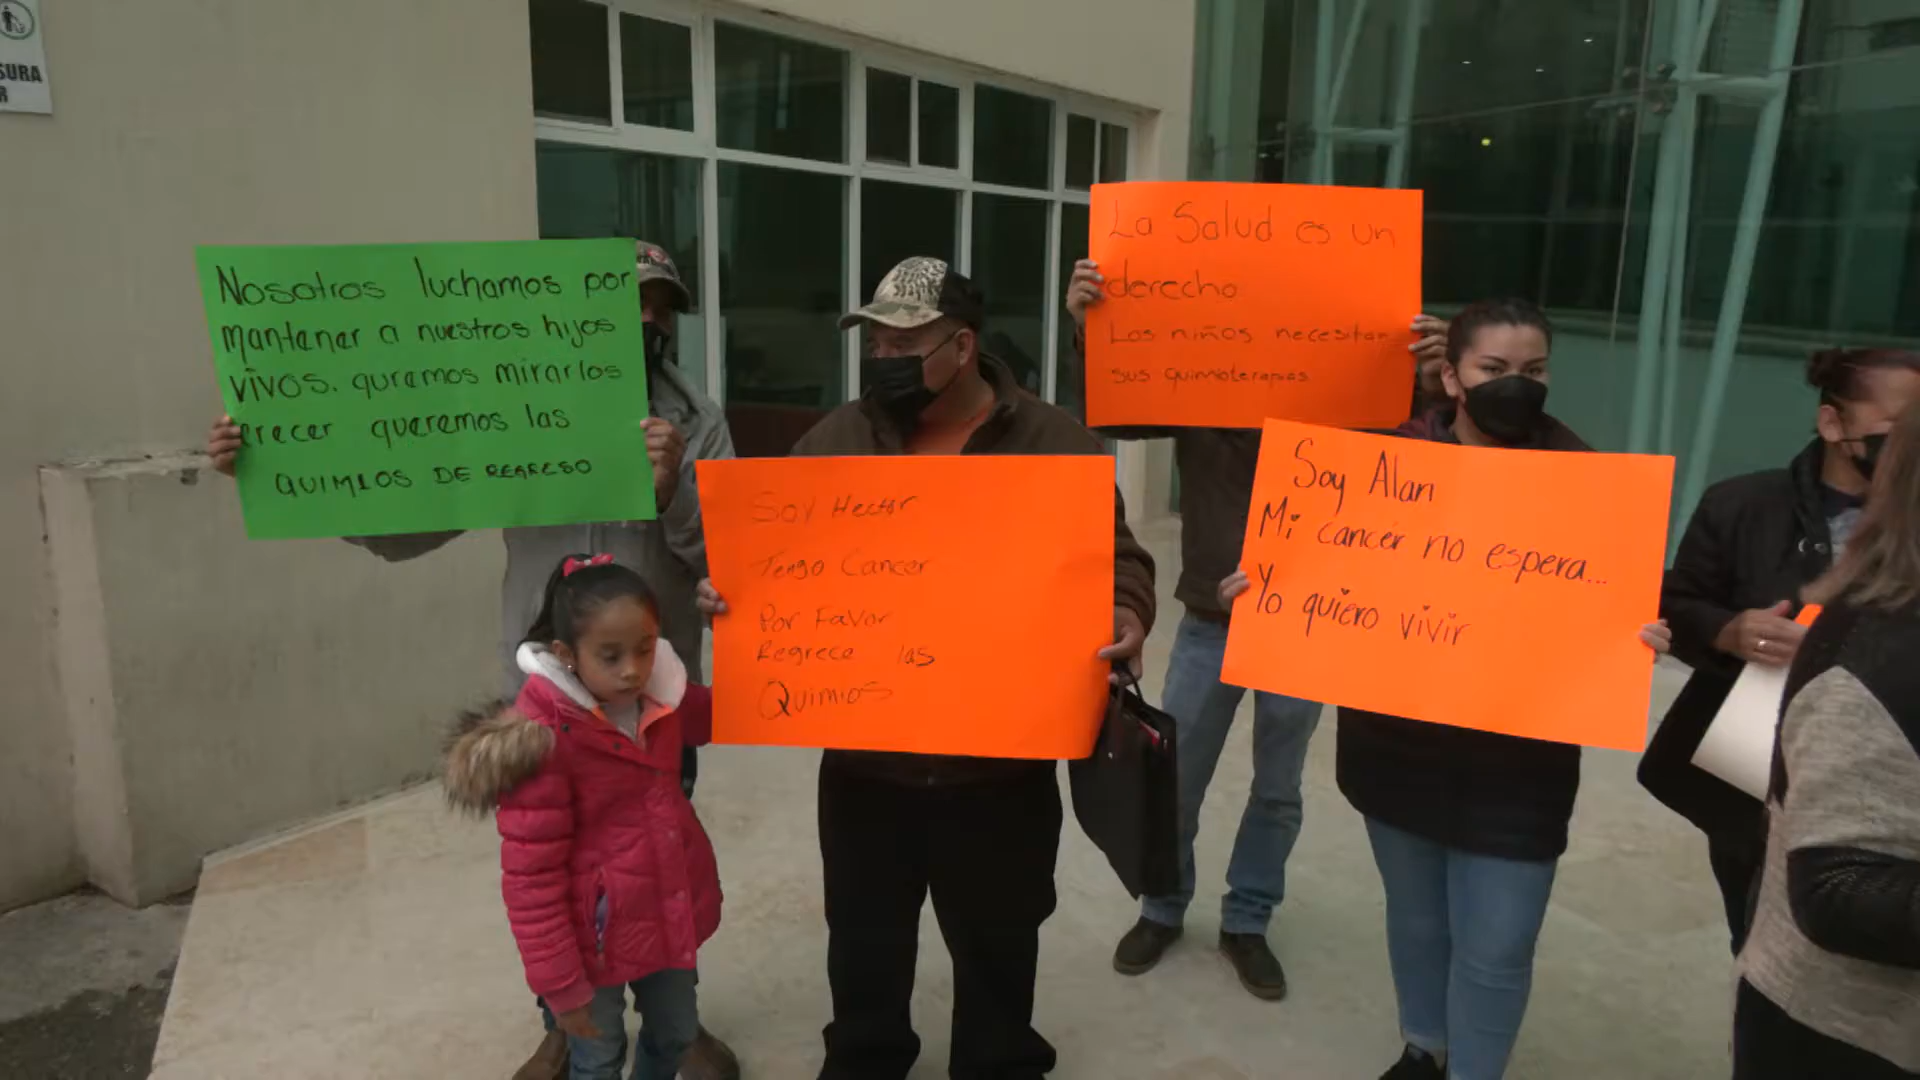 SURA
R
Nosotros luchamos por
mantener a nuestros hijos
vivos. quremos mirarlos
crecer queremos las
QUIMIOS DE REGRESO
La Salud es un
derecho
Los niños necesitan
sus quimioterapias
Soy Hector
Tengo Cancer
Por Favor
Regrece las
Quimios
Soy Alan
Mi cancer no espera...
Yo quiero vivir